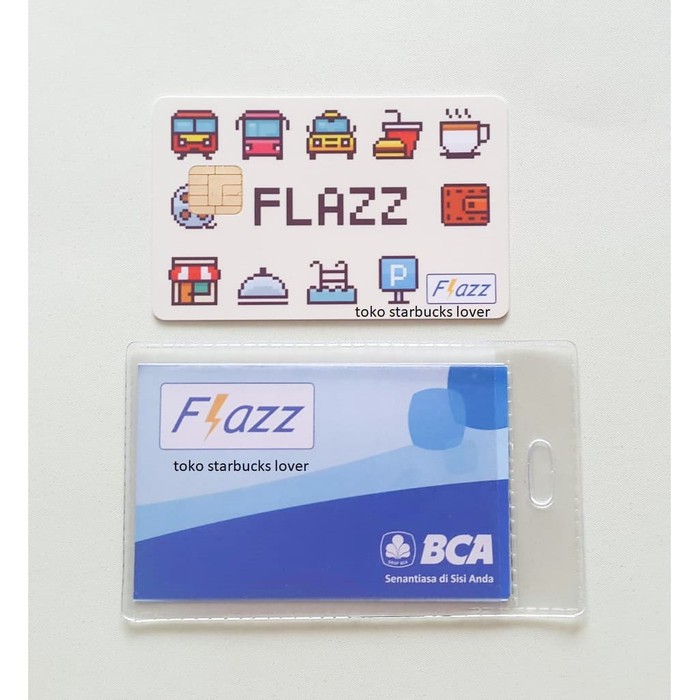 FLAZZ
P
Flazz
toko starbucks lover
Flazz
toko starbucks lover
BCA
Senantiasa di Sisi Anda